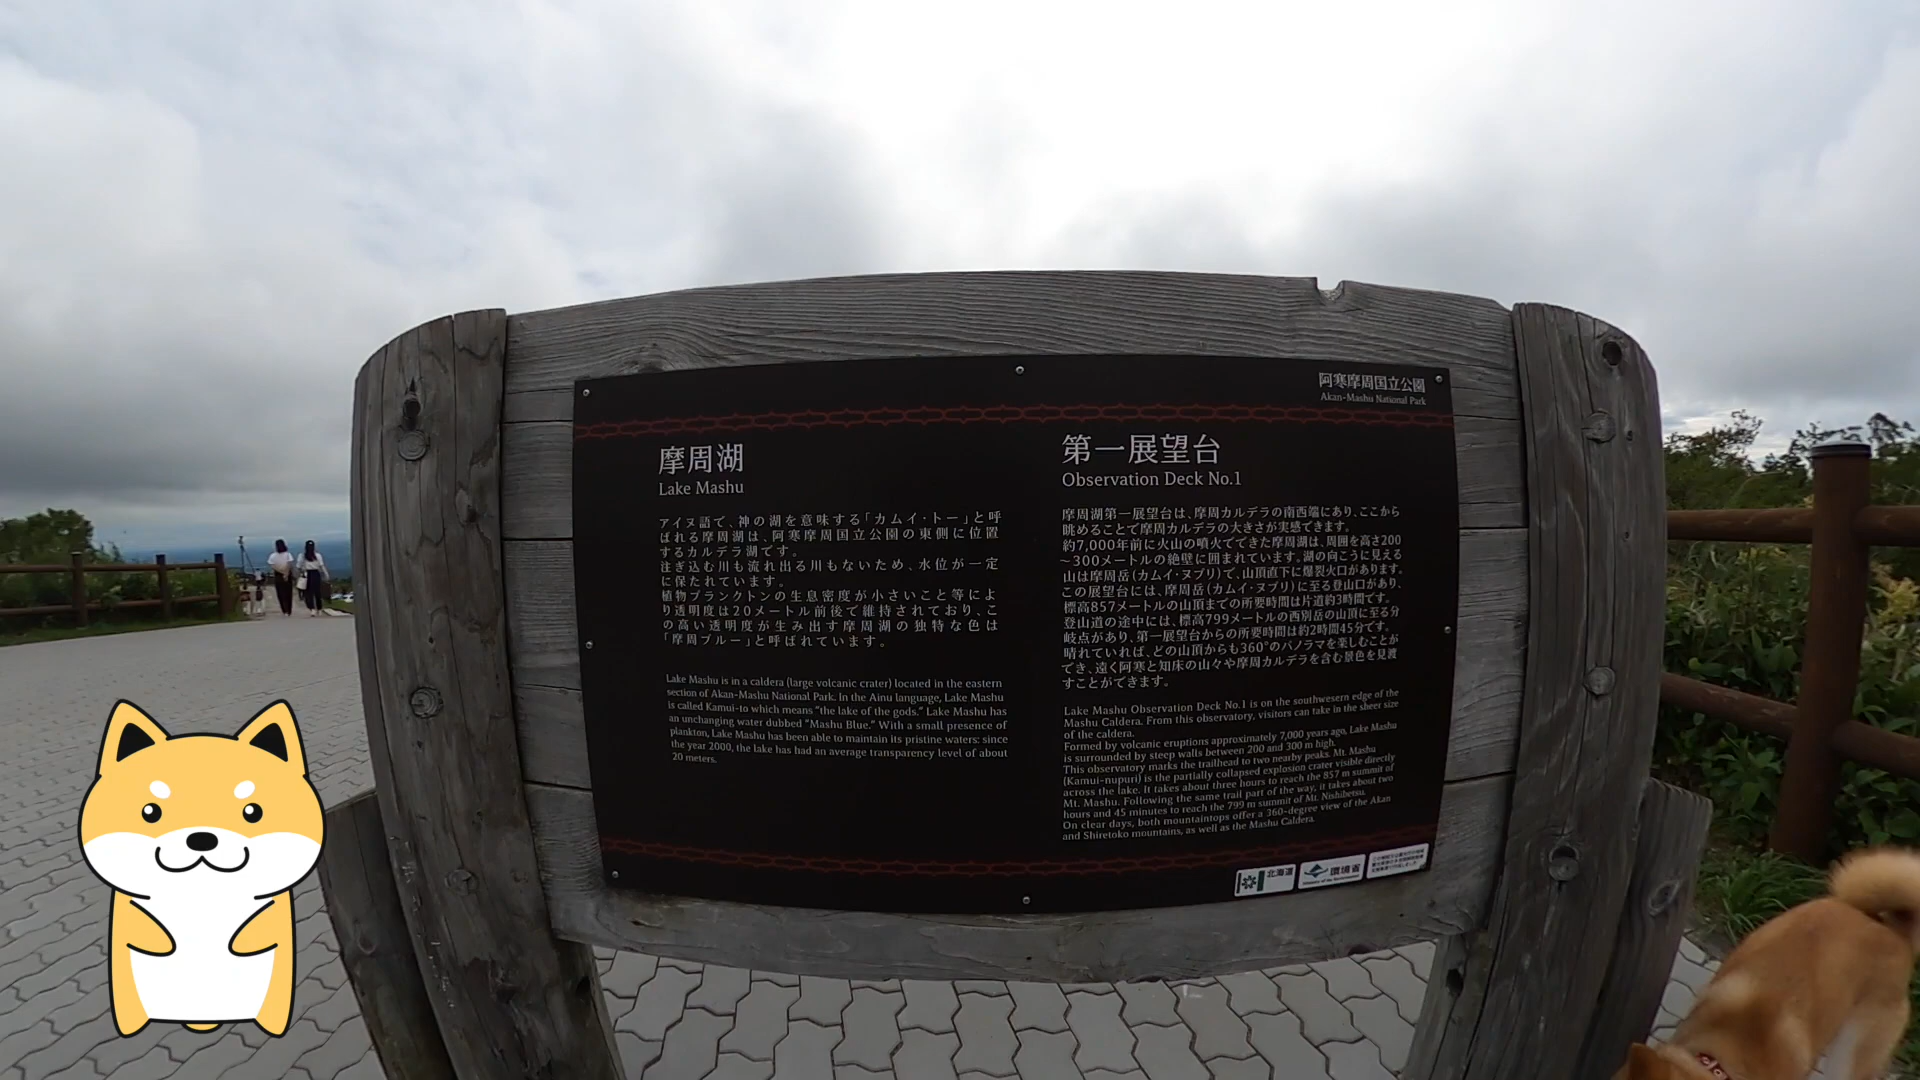 阿寒摩周国立公園
Akan-Mashu National Park
摩周湖
Lake Mashu
アイヌ語で、神の湖を意味する「カムイ・トー」と呼
ばれる摩周湖は、阿寒摩周国立公園の東側に位置
するカルデラ湖です。
注ぎ込む川も流れ出る川もないため、水位が一定
に保たれています。
植物プランクトンの生息密度が小さいこと等によ
り透明度は20メートル前後で維持されており、こ
の高い透明度が生み出す摩周湖の独特な色は
「摩周ブルー」と呼ばれています。
Lake Mashu is in a caldera (large volcanic crater) located in the eastern
section of Akan-Mashu National Park. In the Ainu language, Lake Mashu
is called Kamui-to which means "the lake of the gods." Lake Mashu has
an unchanging water dubbed "Mashu Blue." With a small presence of
plankton, Lake Mashu has been able to maintain its pristine waters: since
the year 2000, the lake has had an average transparency level of about
20 meters.
第一展望台
Observation Deck No.1
摩周湖第一展望台は、摩周カルデラの南西端にあり、ここから
眺めることで摩周カルデラの大きさが実感できます。
約7,000年前に火山の噴火でできた摩周湖は、周囲を高さ200
～300メートルの絶壁に囲まれています。湖の向こうに見える
山は摩周岳（カムイ・ヌプリ）で、山頂直下に爆裂火口があります。
この展望台には、摩周岳（カムイ・ヌプリ）に至る登山口があり、
標高857メートルの山頂までの所要時間は片道約3時間です。
登山道の途中には、標高799メートルの西別岳の山頂に至る分
岐点があり、第一展望台からの所要時間は約2時間45分です。
晴れていれば、どの山頂からも360°のパノラマを楽しむことが
でき、遠く阿寒と知床の山々や摩周カルデラを含む景色を見渡
すことができます。
Lake Mashu Observation Deck No.1 is on the southwesern edge of the
Mashu Caldera. From this observatory, visitors can take in the sheer size
of the caldera.
Formed by volcanic eruptions approximately 7,000 years ago, Lake Mashu
is surrounded by steep walls between 200 and 300 m high.
This observatory marks the trailhead to two nearby peaks. Mt. Mashu
(Kamui-nupuri) is the partially collapsed explosion crater visible directly
across the lake. It takes about three hours to reach the 857 m summit of
Mt. Mashu. Following the same trail part of the way, it takes about two
hours and 45 minutes to reach the 799 m summit of Mt. Nishibetsu.
On clear days, both mountaintops offer a 360-degree view of the Akan
and Shiretoko mountains, as well as the Mashu Caldera.
北海道
環境省